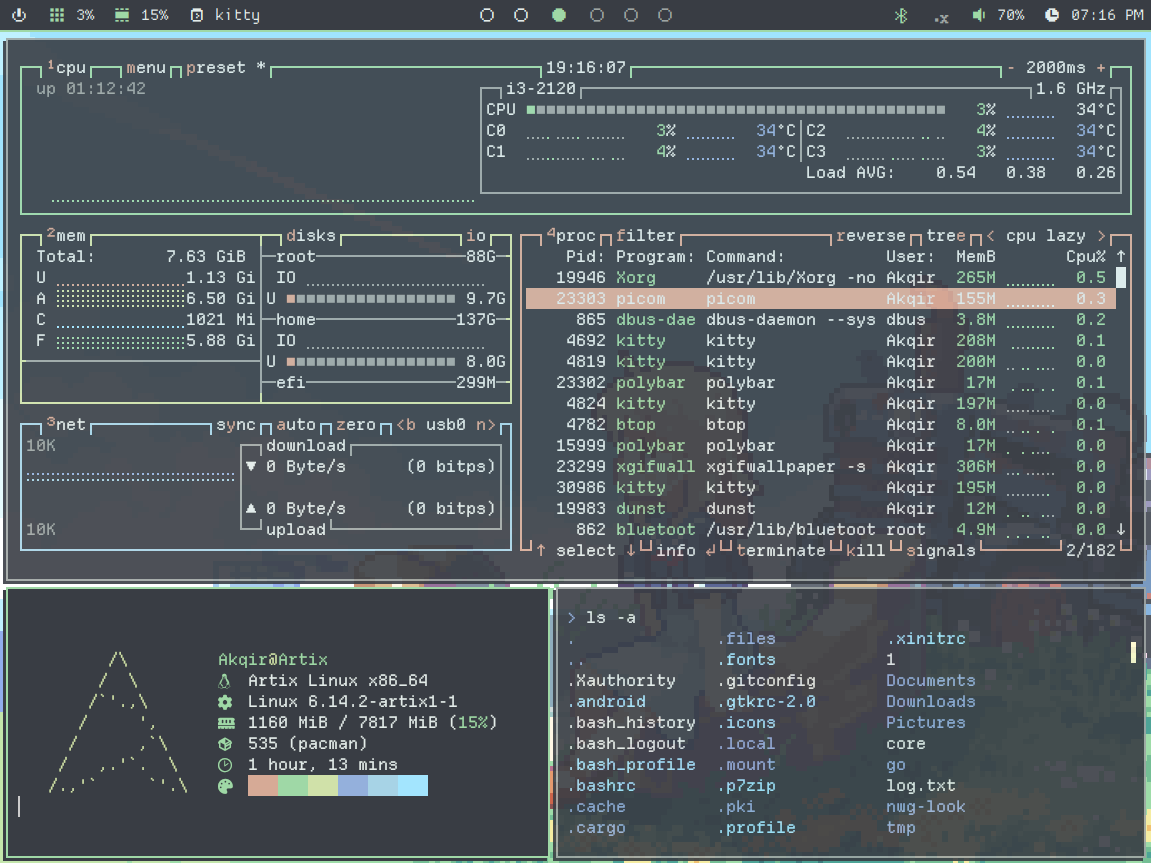 3% 15% kitty .x 70% 07:16 PM
1cpu menu preset * 19:16:07 - 2000ms +
up 01:12:42 i3-2120 1.6 GHz
CPU 3% 34°C
C0 3% 34°C C2 4% 34°C
C1 4% 34°C C3 3% 34°C
Load AVG: 0.54 0.38 0.26
2mem disks io
Total: 7.63 GiB root 88G
U 1.13 Gi IO
A 6.50 Gi U 9.7G
C 1021 Mi home 137G
F 5.88 Gi IO
U 8.0G
efi 299M
3net sync auto zero <b usb0 n>
10K download
▼ 0 Byte/s (0 bitps)
▲ 0 Byte/s (0 bitps)
10K upload
4proc filter reverse tree < cpu lazy >
Pid: Program: Command: User: MemB Cpu% ↑
19946 Xorg /usr/lib/Xorg -no Akqir 265M 0.5
23303 picom picom Akqir 155M 0.3
865 dbus-dae dbus-daemon --sys dbus 3.8M 0.2
4692 kitty kitty Akqir 208M 0.1
4819 kitty kitty Akqir 200M 0.0
23302 polybar polybar Akqir 17M 0.1
4824 kitty kitty Akqir 197M 0.0
4782 btop btop Akqir 8.0M 0.1
15999 polybar polybar Akqir 17M 0.0
23299 xgifwall xgifwallpaper -s Akqir 306M 0.0
30986 kitty kitty Akqir 195M 0.0
19983 dunst dunst Akqir 12M 0.0
862 bluetoot /usr/lib/bluetoot root 4.9M 0.0 ↓
↑ select ↓ info ↲ terminate kill signals 2/182
Akqir@Artix
Artix Linux x86_64
Linux 6.14.2-artix1-1
1160 MiB / 7817 MiB (15%)
535 (pacman)
1 hour, 13 mins
> ls -a
. .files .xinitrc
.. .fonts 1
.Xauthority .gitconfig Documents
.android .gtkrc-2.0 Downloads
.bash_history .icons Pictures
.bash_logout .local core
.bash_profile .mount go
.bashrc .p7zip log.txt
.cache .pki nwg-look
.cargo .profile tmp